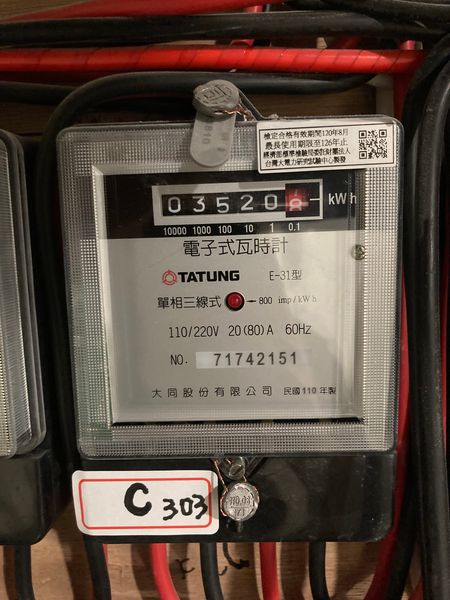 檢定合格有效期間120年8月
最長使用期限至126年止
經濟部標準檢驗局委託財團法人
台灣大電力研究試驗中心製發
03520 kWh
10000 1000 100 10 1 0.1
電子式瓦時計
TATUNG E-31型
單相三線式 800 imp/kWh
110/220V 20(80)A 60Hz
NO. 71742151
大同股份有限公司 民國110年製
C 303